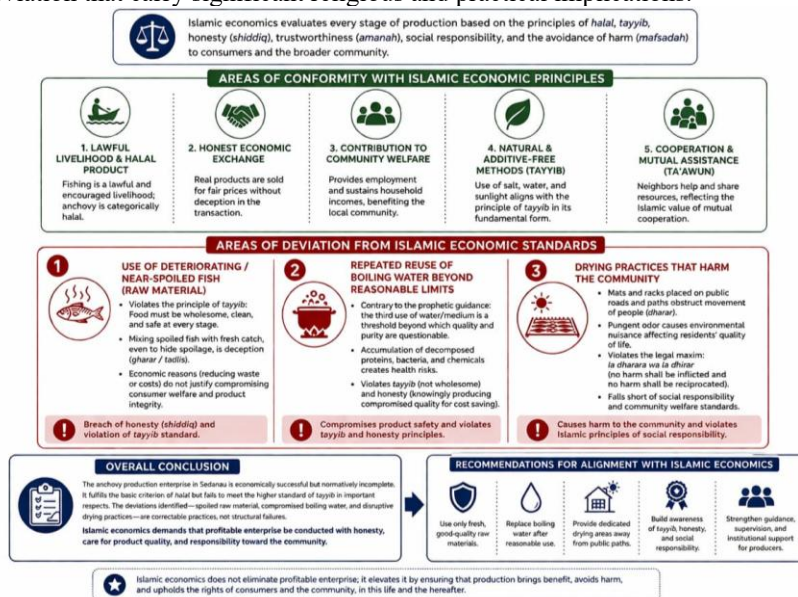 viation that carry significant religious and practical implications.
Islamic economics evaluates every stage of production based on the principles of halal, tayyib,
honesty (shiddiq), trustworthiness (amanah), social responsibility, and the avoidance of harm (mafsadah)
to consumers and the broader community.
AREAS OF CONFORMITY WITH ISLAMIC ECONOMIC PRINCIPLES
1. LAWFUL
LIVELIHOOD & HALAL
PRODUCT
Fishing is a lawful and
encouraged livelihood;
anchovy is categorically
halal.
2. HONEST ECONOMIC
EXCHANGE
Real products are sold
for fair prices without
deception in the
transaction.
3. CONTRIBUTION TO
COMMUNITY WELFARE
Provides employment
and sustains household
incomes, benefiting the
local community.
4. NATURAL &
ADDITIVE-FREE
METHODS (TAYYIB)
Use of salt, water, and
sunlight aligns with the
principle of tayyib in its
fundamental form.
5. COOPERATION &
MUTUAL ASSISTANCE
(TA'AWUN)
Neighbors help and share
resources, reflecting the
Islamic value of mutual
cooperation.
AREAS OF DEVIATION FROM ISLAMIC ECONOMIC STANDARDS
1
USE OF DETERIORATING /
NEAR-SPOILED FISH
(RAW MATERIAL)
• Violates the principle of tayyib:
Food must be wholesome, clean,
and safe at every stage.
• Mixing spoiled fish with fresh catch,
even to hide spoilage, is deception
(gharar / tadlis).
• Economic reasons (reducing waste
or costs) do not justify compromising
consumer welfare and product
integrity.
! Breach of honesty (shiddiq) and
violation of tayyib standard.
2
REPEATED REUSE OF
BOILING WATER BEYOND
REASONABLE LIMITS
• Contrary to the prophetic guidance:
the third use of water/medium is a
threshold beyond which quality and
purity are questionable.
• Accumulation of decomposed
proteins, bacteria, and chemicals
creates health risks.
• Violates tayyib (not wholesome)
and honesty (knowingly producing
compromised quality for cost saving).
! Compromises product safety and violates
tayyib and honesty principles.
3
DRYING PRACTICES THAT HARM
THE COMMUNITY
• Mats and racks placed on public
roads and paths obstruct movement
of people (dharar).
• Pungent odor causes environmental
nuisance affecting residents' quality
of life.
• Violates the legal maxim:
la dharara wa la dhirar
(no harm shall be inflicted and
no harm shall be reciprocated).
• Falls short of social responsibility
and community welfare standards.
! Causes harm to the community and violates
Islamic principles of social responsibility.
OVERALL CONCLUSION
The anchovy production enterprise in Sedanau is economically successful but normatively incomplete.
It fulfills the basic criterion of halal but fails to meet the higher standard of tayyib in important
respects. The deviations identified—spoiled raw material, compromised boiling water, and disruptive
drying practices—are correctable practices, not structural failures.
Islamic economics demands that profitable enterprise be conducted with honesty,
care for product quality, and responsibility toward the community.
RECOMMENDATIONS FOR ALIGNMENT WITH ISLAMIC ECONOMICS
Use only fresh,
good-quality raw
materials.
Replace boiling
water after
reasonable use.
Provide dedicated
drying areas away
from public paths.
Build awareness
of tayyib, honesty,
and social
responsibility.
Strengthen guidance,
supervision, and
institutional support
for producers.
Islamic economics does not eliminate profitable enterprise; it elevates it by ensuring that production brings benefit, avoids harm,
and upholds the rights of consumers and the community, in this life and the hereafter.